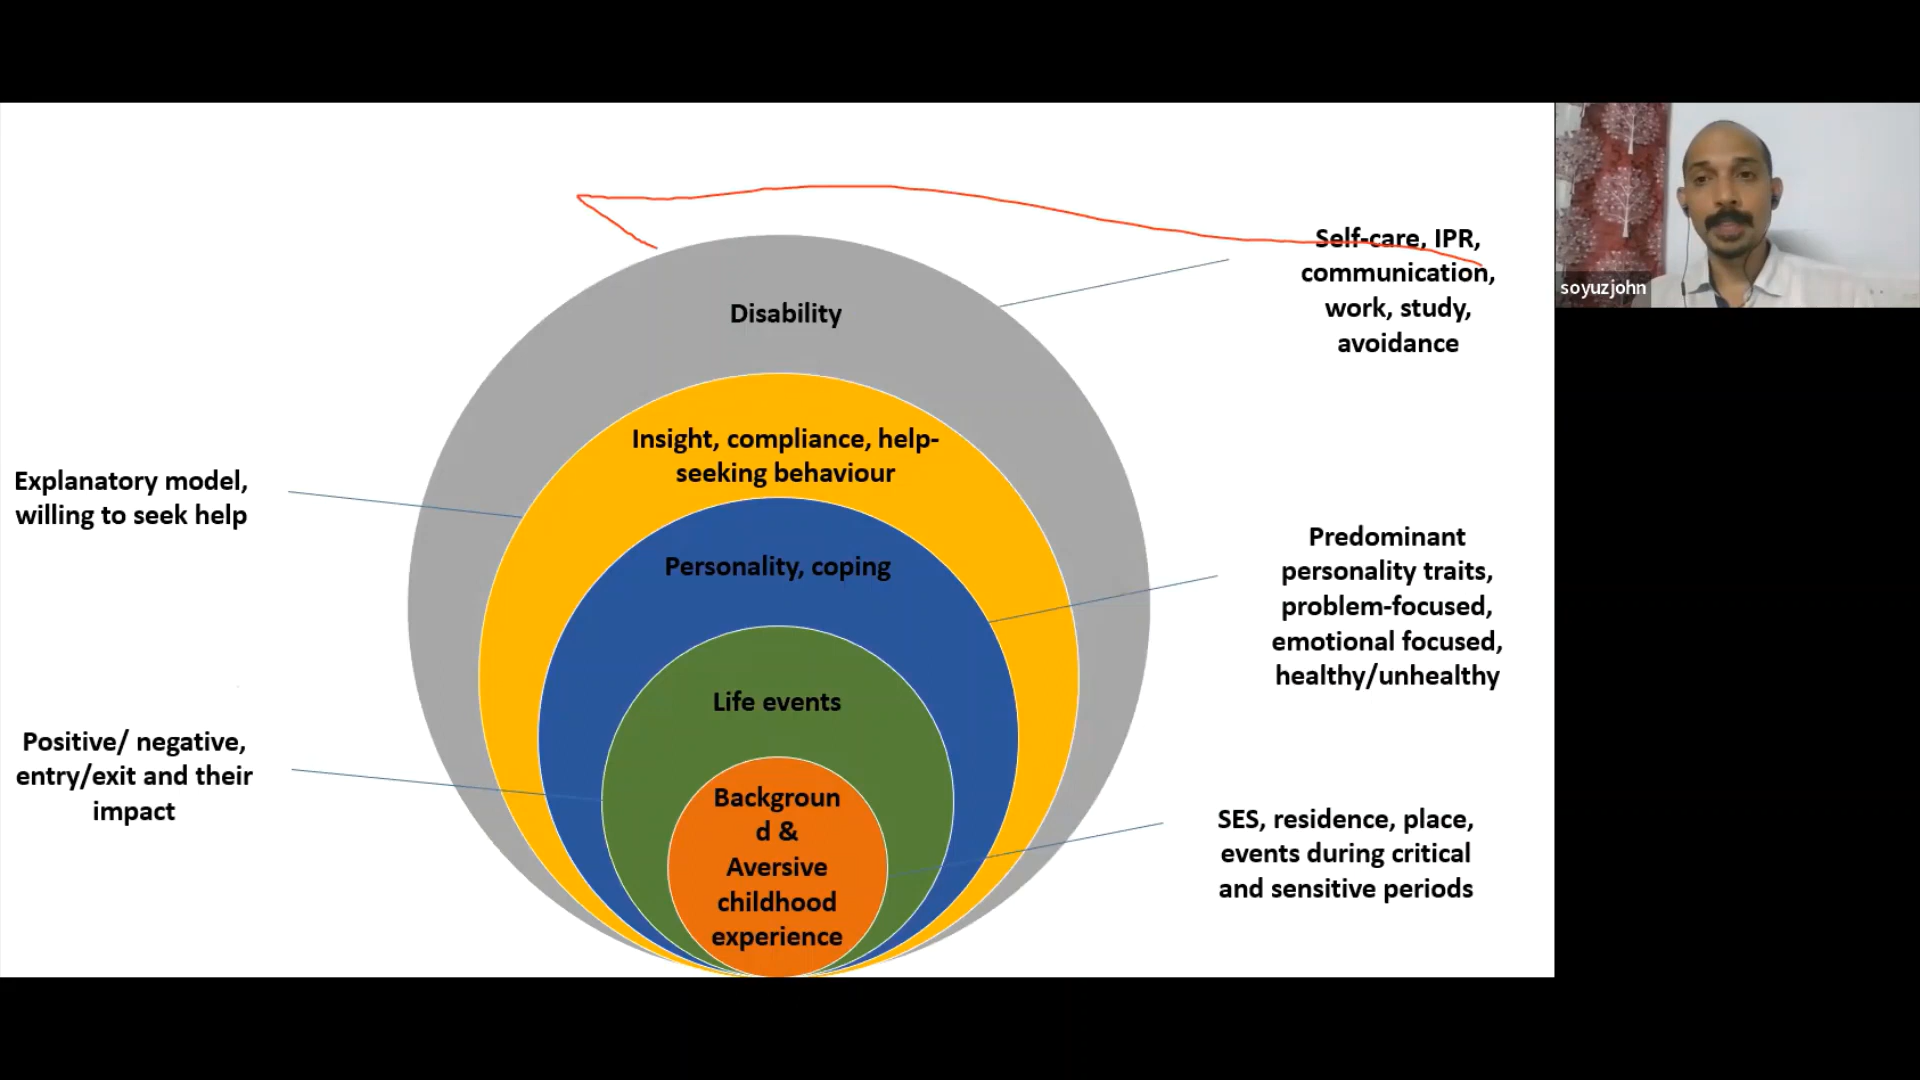 Self-care, IPR,
communication,
work, study,
avoidance
soyuzjohn
Disability
Insight, compliance, help-
seeking behaviour
Explanatory model,
willing to seek help
Personality, coping
Predominant
personality traits,
problem-focused,
emotional focused,
healthy/unhealthy
Life events
Positive/ negative,
entry/exit and their
impact
Backgroun
d &
Aversive
childhood
experience
SES, residence, place,
events during critical
and sensitive periods